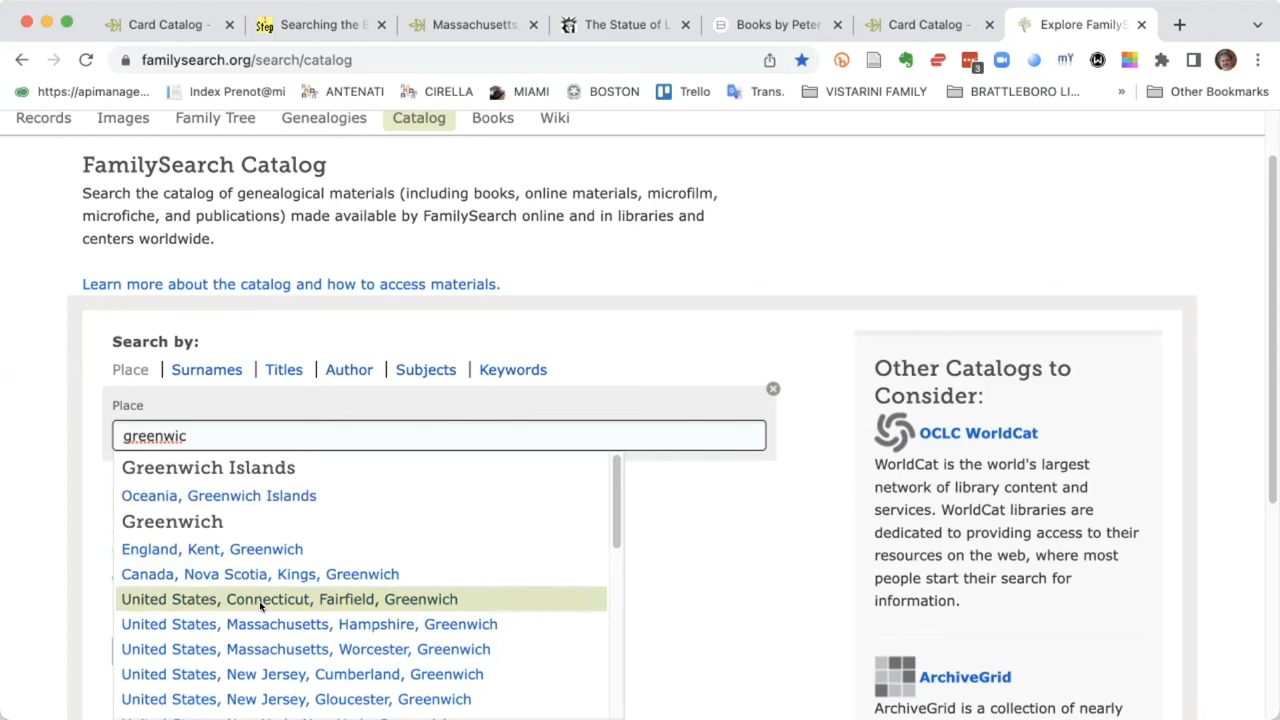 Card Catalog -
Searching the E
Massachusetts,
The Statue of L
Books by Peter
Card Catalog -
Explore FamilyS
familysearch.org/search/catalog
3
mY
https://apimanage...
Index Prenot@mi
ANTENATI
CIRELLA
MIAMI
BOSTON
Trello
Trans.
VISTARINI FAMILY
BRATTLEBORO LI...
»
Other Bookmarks
Records
Images
Family Tree
Genealogies
Catalog
Books
Wiki
FamilySearch Catalog
Search the catalog of genealogical materials (including books, online materials, microfilm,
microfiche, and publications) made available by FamilySearch online and in libraries and
centers worldwide.
Learn more about the catalog and how to access materials.
Search by:
Place | Surnames | Titles | Author | Subjects | Keywords
Place
greenwic
Greenwich Islands
Oceania, Greenwich Islands
Greenwich
England, Kent, Greenwich
Canada, Nova Scotia, Kings, Greenwich
United States, Connecticut, Fairfield, Greenwich
United States, Massachusetts, Hampshire, Greenwich
United States, Massachusetts, Worcester, Greenwich
United States, New Jersey, Cumberland, Greenwich
United States, New Jersey, Gloucester, Greenwich
Other Catalogs to
Consider:
OCLC WorldCat
WorldCat is the world's largest
network of library content and
services. WorldCat libraries are
dedicated to providing access to their
resources on the web, where most
people start their search for
information.
ArchiveGrid
ArchiveGrid is a collection of nearly